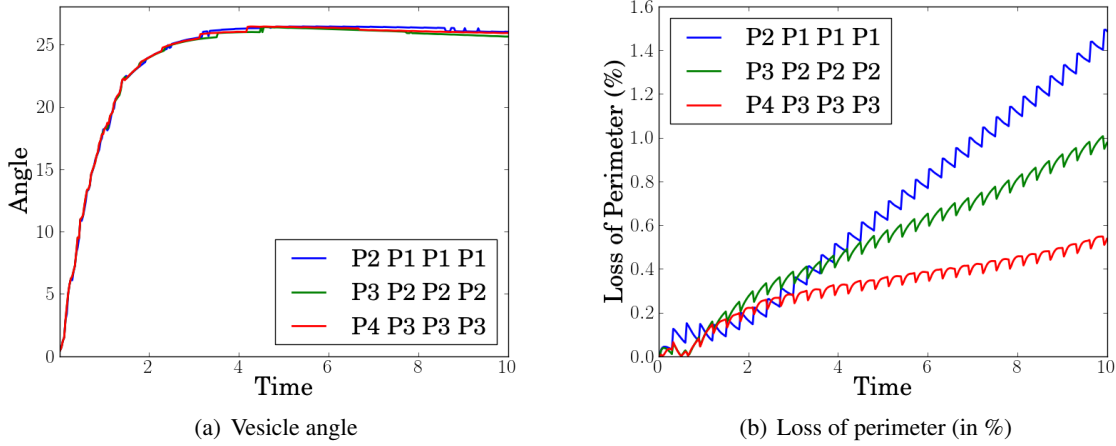 25
20
15
10
5
0
Angle
P2 P1 P1 P1
P3 P2 P2 P2
P4 P3 P3 P3
2
4
6
8
10
Time
(a) Vesicle angle
1.6
1.4
1.2
1.0
0.8
0.6
0.4
0.2
0.0
Loss of Perimeter (%)
P2 P1 P1 P1
P3 P2 P2 P2
P4 P3 P3 P3
0
2
4
6
8
10
Time
(b) Loss of perimeter (in %)